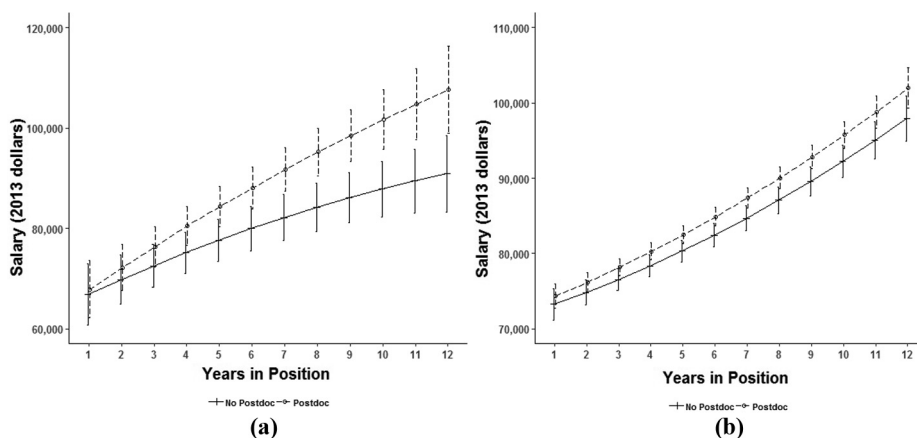 120,000
100,000
80,000
60,000
Salary (2013 dollars)
1 2 3 4 5 6 7 8 9 10 11 12
Years in Position
No Postdoc Postdoc
(a)
110,000
100,000
90,000
80,000
70,000
Salary (2013 dollars)
1 2 3 4 5 6 7 8 9 10 11 12
Years in Position
No Postdoc Postdoc
(b)